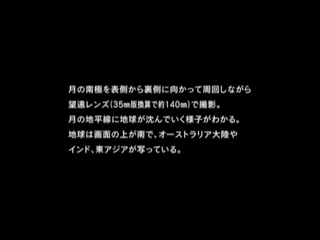 月の南極を表側から裏側に向かって周回しながら
望遠レンズ(35㎜版換算で約140㎜)で撮影。
月の地平線に地球が沈んでいく様子がわかる。
地球は画面の上が南で、オーストラリア大陸や
インド、東アジアが写っている。